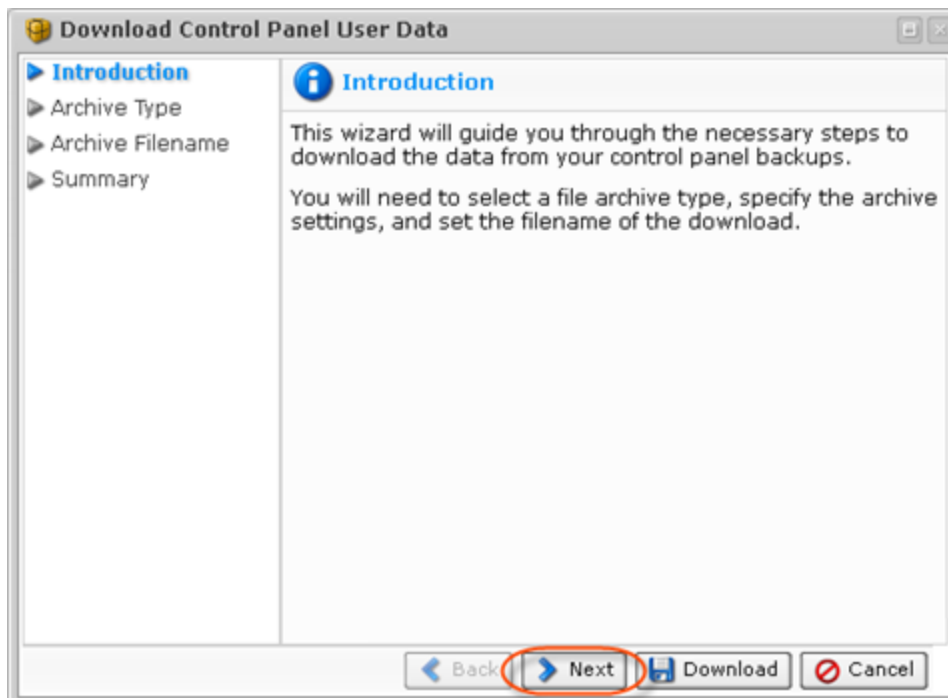 Download Control Panel User Data
Introduction
Archive Type
Archive Filename
Summary
Introduction
This wizard will guide you through the necessary steps to
download the data from your control panel backups.
You will need to select a file archive type, specify the archive
settings, and set the filename of the download.
Back
Next
Download
Cancel